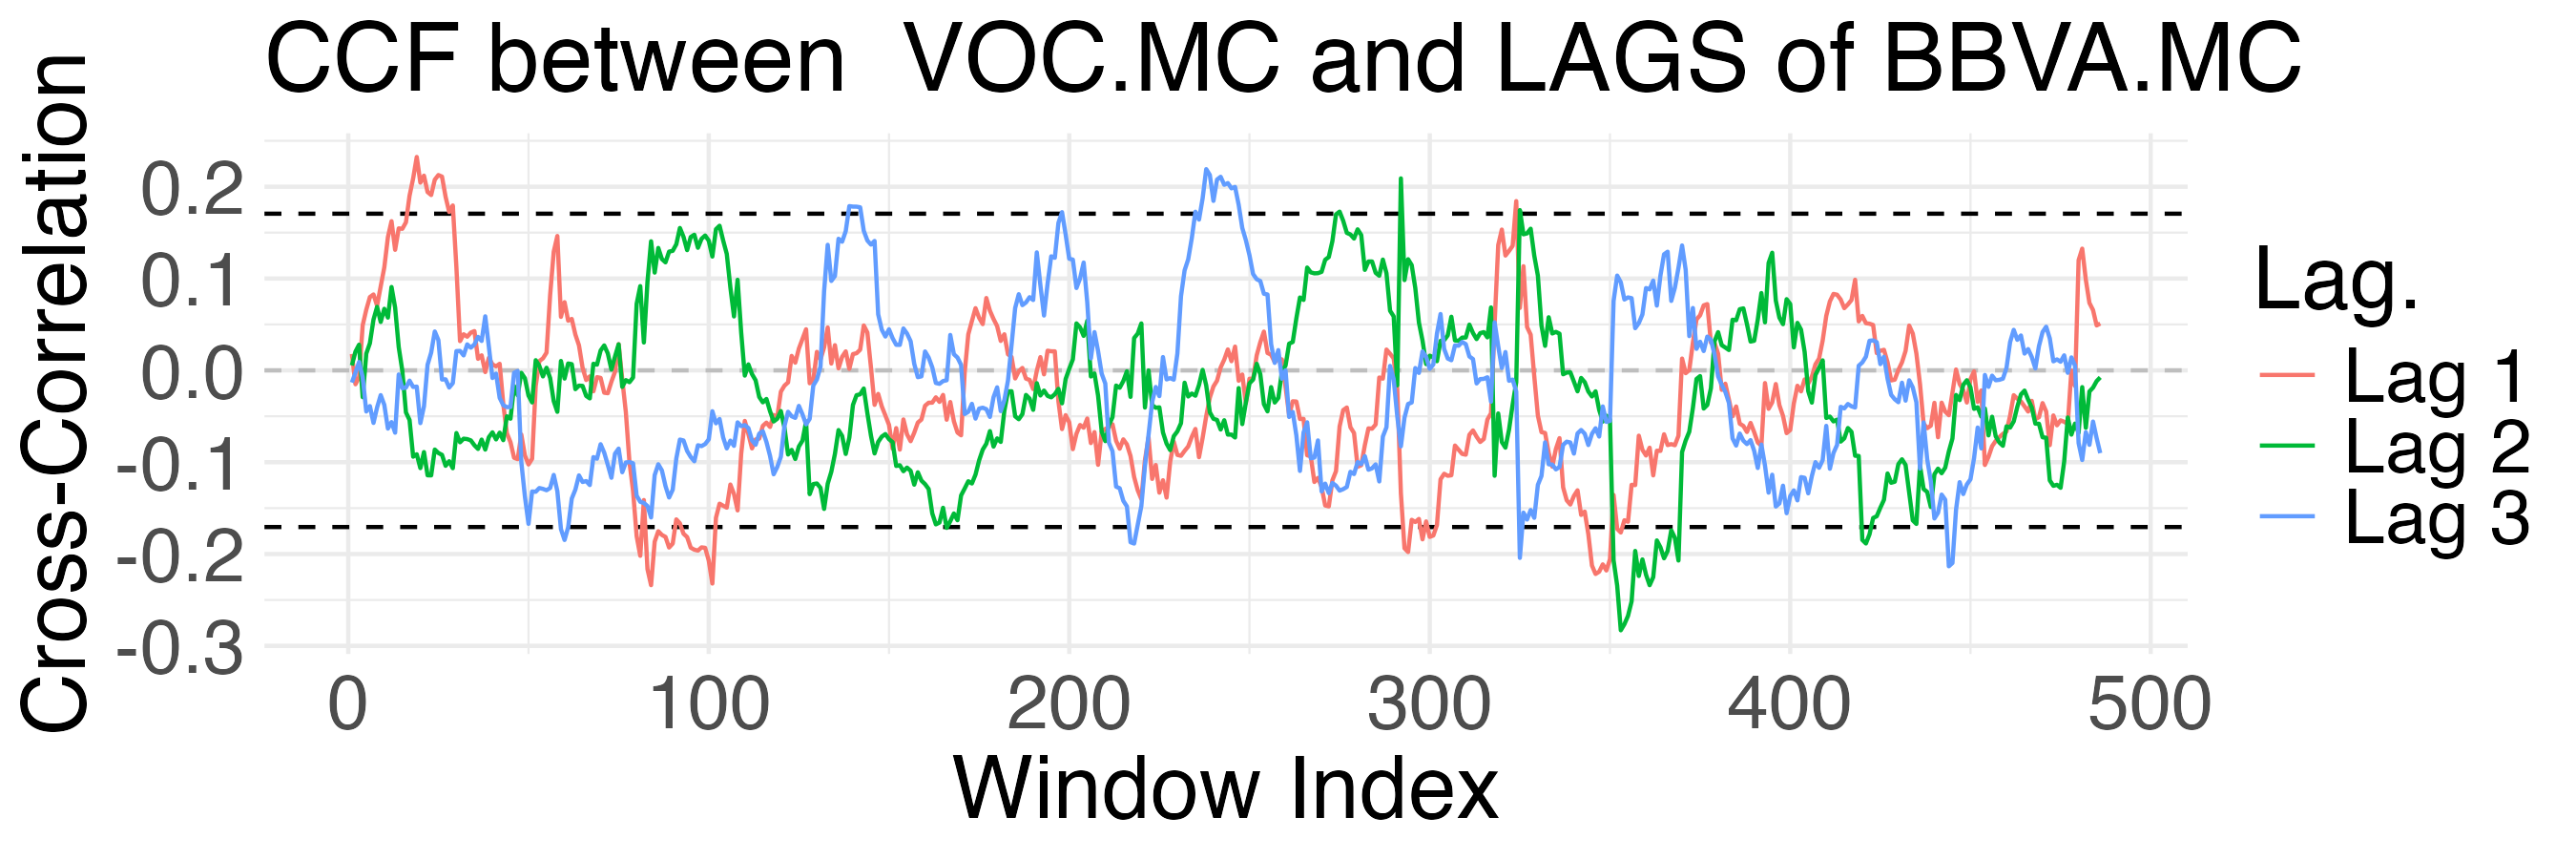 CCF between  VOC.MC and LAGS of BBVA.MC
Cross-Correlation
0.2
0.1
0.0
-0.1
-0.2
-0.3
0 100 200 300 400 500
Window Index
Lag.
Lag 1
Lag 2
Lag 3